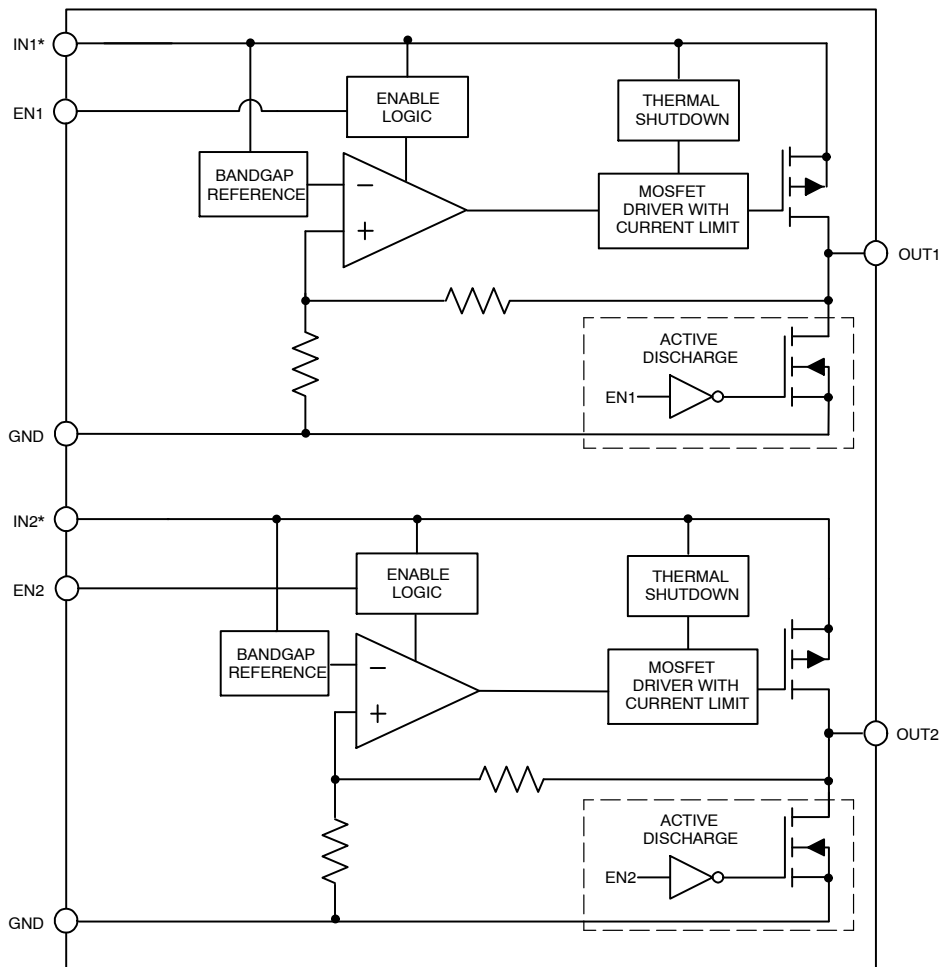 IN1*
EN1
ENABLE
LOGIC
THERMAL
SHUTDOWN
BANDGAP
REFERENCE
−
+
MOSFET
DRIVER WITH
CURRENT LIMIT
OUT1
ACTIVE
DISCHARGE
EN1
GND
IN2*
EN2
ENABLE
LOGIC
THERMAL
SHUTDOWN
BANDGAP
REFERENCE
−
+
MOSFET
DRIVER WITH
CURRENT LIMIT
OUT2
ACTIVE
DISCHARGE
EN2
GND